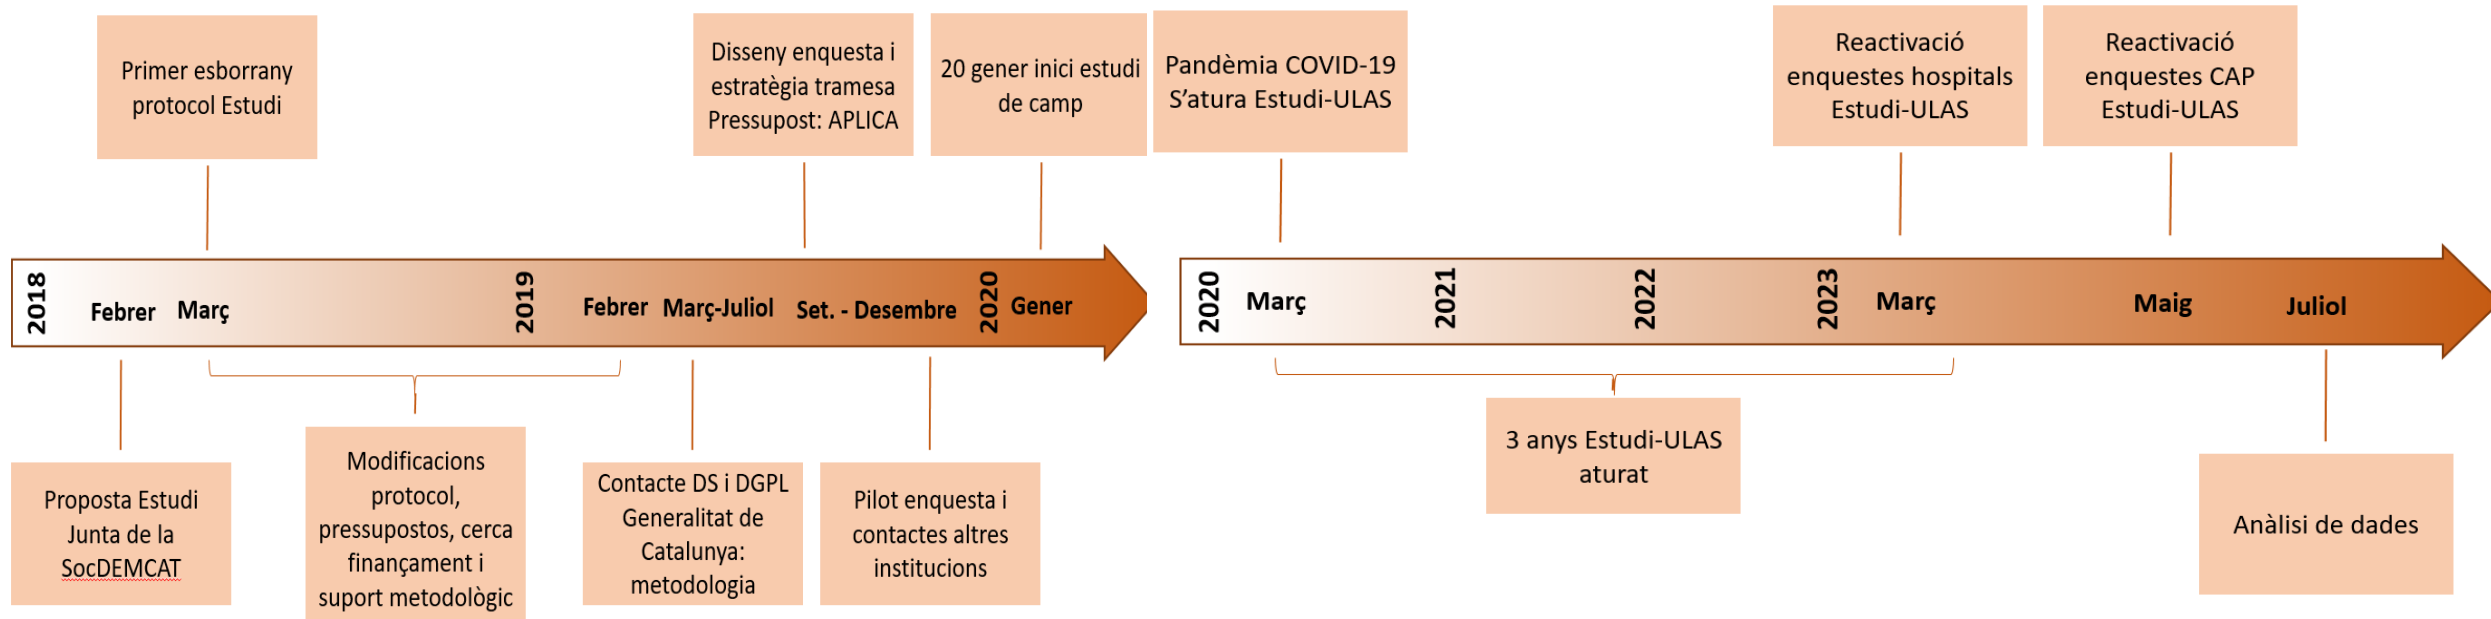 Primer esborrany
protocol Estudi
Disseny enquesta i
estratègia tramesa
Pressupost: APLICA
20 gener inici estudi
de camp
Pandèmia COVID-19
S'atura Estudi-ULAS
Reactivació
enquestes hospitals
Estudi-ULAS
Reactivació
enquestes CAP
Estudi-ULAS
2018
Febrer
Març
2019
Febrer
Març-Juliol
Set. - Desembre
2020
Gener
2020
Març
2021
2022
2023
Març
Maig
Juliol
Proposta Estudi
Junta de la
SocDEMCAT
Modificacions
protocol,
pressupostos, cerca
finançament i
suport metodològic
Contacte DS i DGPL
Generalitat de
Catalunya:
metodologia
Pilot enquesta i
contactes altres
institucions
3 anys Estudi-ULAS
aturat
Anàlisi de dades